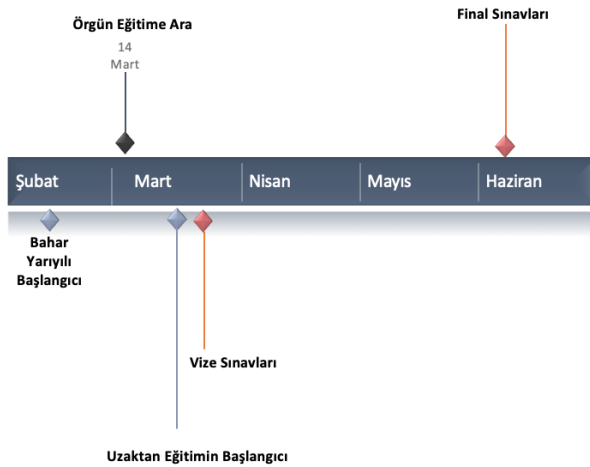 Final Sınavları
Örgün Eğitime Ara
14
Mart
Şubat
Mart
Nisan
Mayıs
Haziran
Bahar
Yarıyılı
Başlangıcı
Vize Sınavları
Uzaktan Eğitimin Başlangıcı